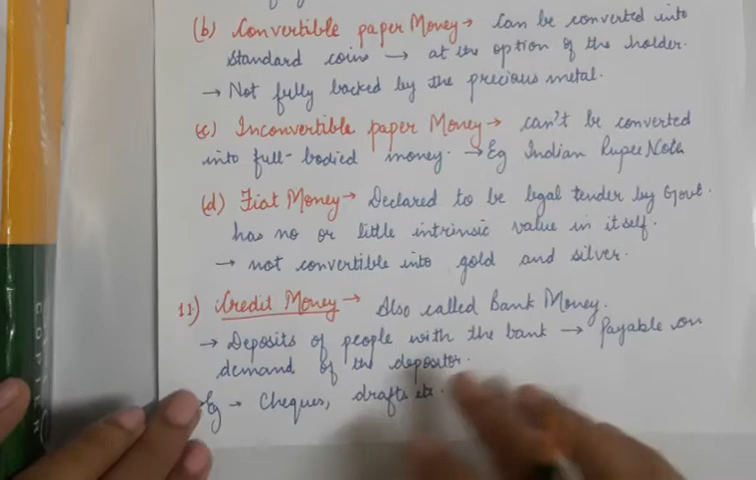 (b) Convertible paper Money → can be converted into
standard coins → at the option of the holder.
→ Not fully backed by the precious metal.
(c) Inconvertible paper Money → can't be converted
into full-bodied money. → Eg Indian Rupee Note
(d) Fiat Money → Declared to be legal tender by Govt.
has no or little intrinsic value in itself.
→ not convertible into gold and silver.
11) Credit Money → Also called Bank Money.
→ Deposits of people with the bank → Payable on
demand of the depositor.
Eg → Cheques, drafts etc.
COPIER